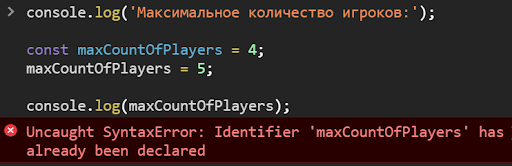 > console.log('Максимальное количество игроков:');
const maxCountOfPlayers = 4;
maxCountOfPlayers = 5;
console.log(maxCountOfPlayers);
Uncaught SyntaxError: Identifier 'maxCountOfPlayers' has
already been declared